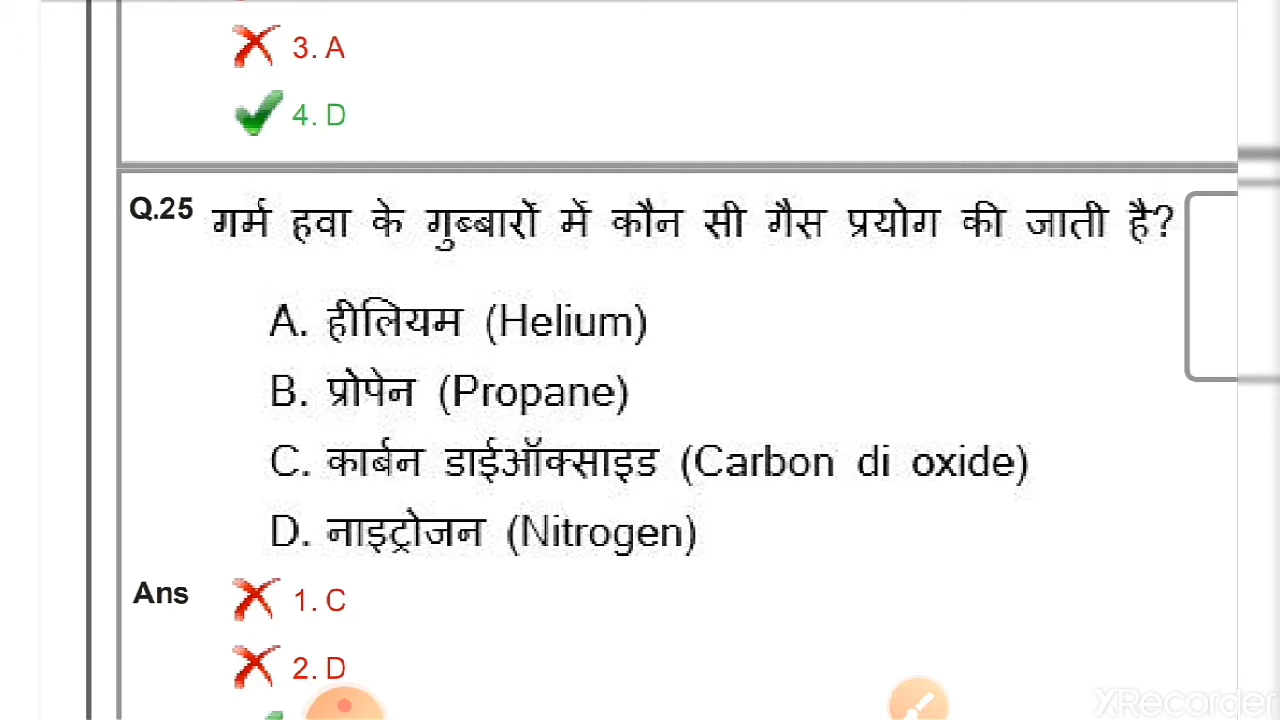 3. A
4. D
Q.25 गर्म हवा के गुब्बारों में कौन सी गैस प्रयोग की जाती है?
A. हीलियम (Helium)
B. प्रोपेन (Propane)
C. कार्बन डाईऑक्साइड (Carbon di oxide)
D. नाइट्रोजन (Nitrogen)
Ans 1. C
2. D
XRecorder